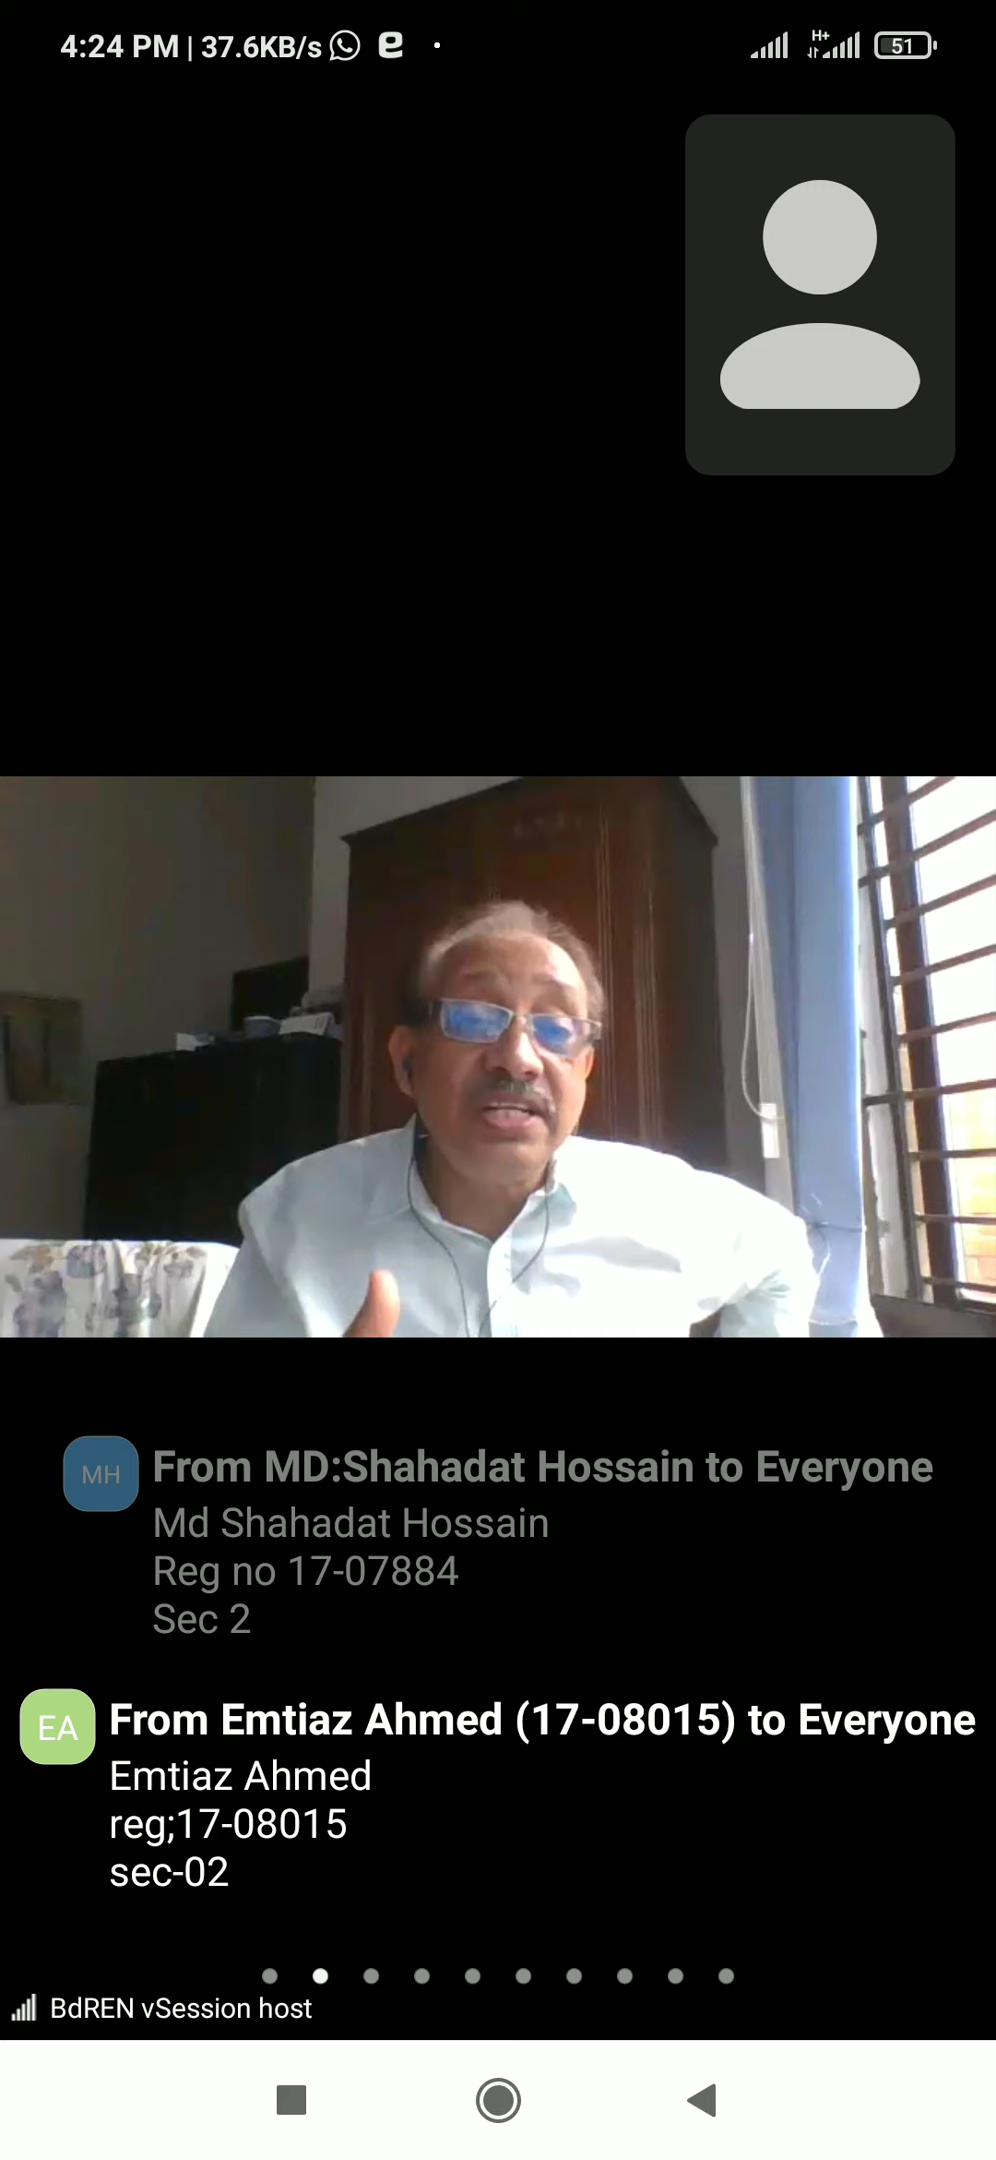 4:24 PM | 37.6KB/s
H+
51
MH
From MD:Shahadat Hossain to Everyone
Md Shahadat Hossain
Reg no 17-07884
Sec 2
EA
From Emtiaz Ahmed (17-08015) to Everyone
Emtiaz Ahmed
reg;17-08015
sec-02
BdREN vSession host